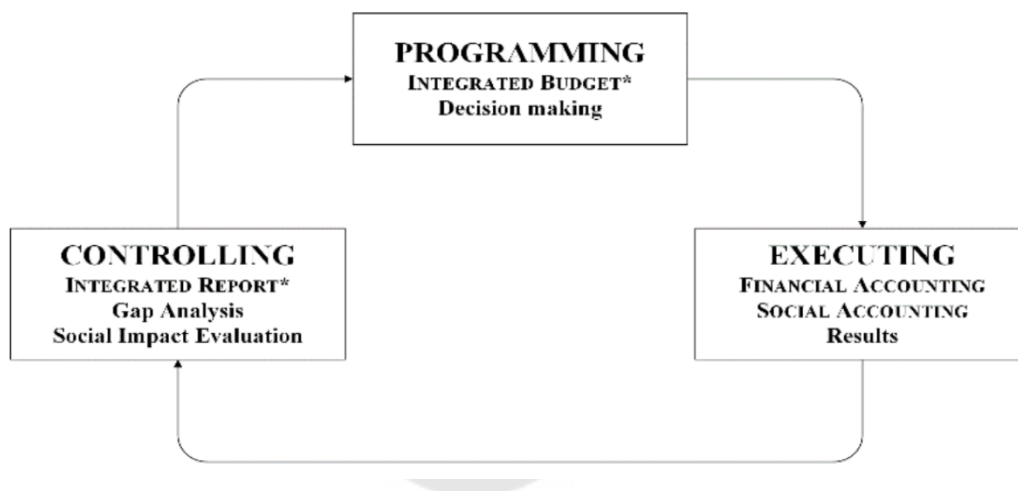 PROGRAMMING
INTEGRATED BUDGET*
Decision making
CONTROLLING
INTEGRATED REPORT*
Gap Analysis
Social Impact Evaluation
EXECUTING
FINANCIAL ACCOUNTING
SOCIAL ACCOUNTING
Results